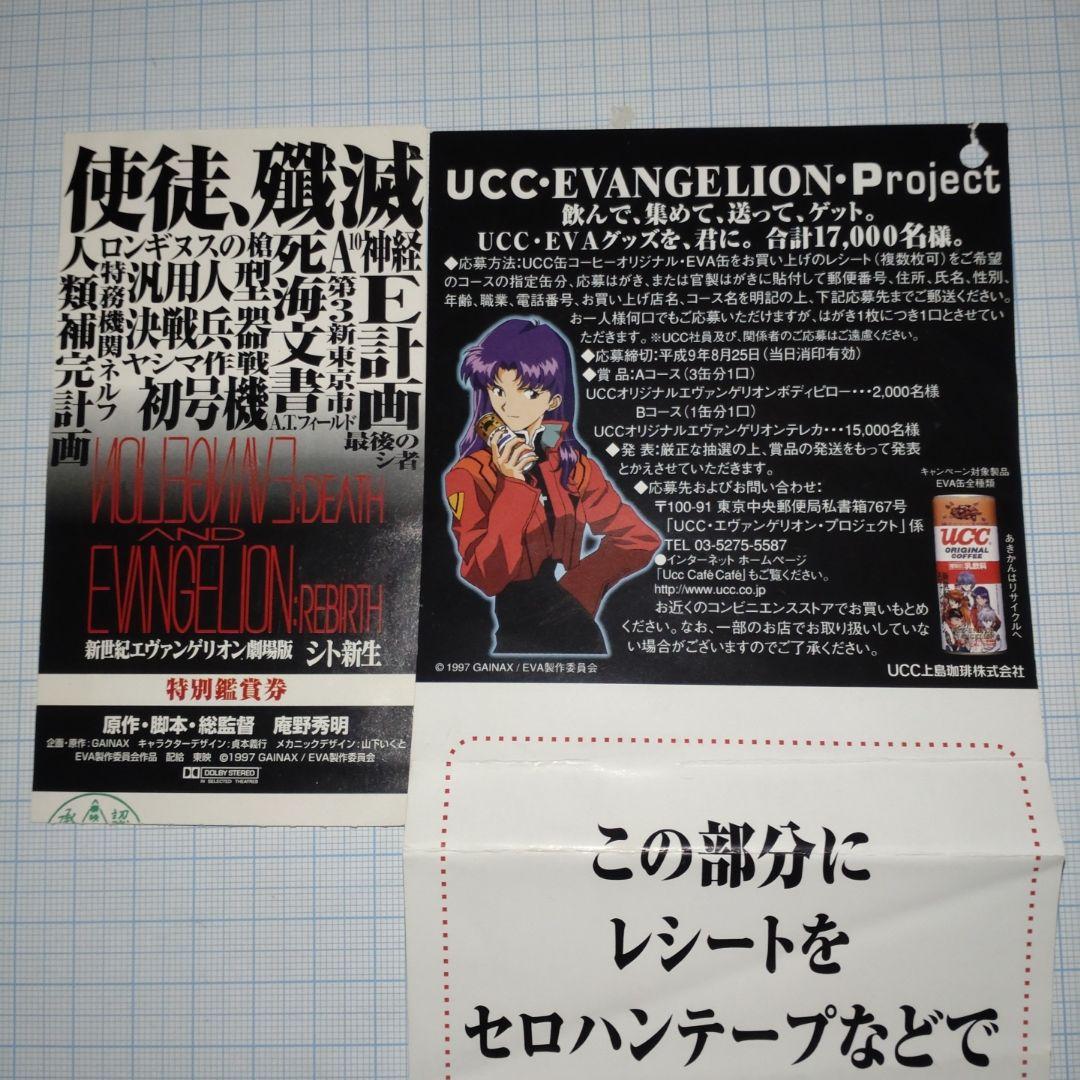 使徒、殲滅
A10神経
E計画
第3新東京市
死海文書
A.T.フィールド
最後のシ者
ロンギヌスの槍
汎用人型
決戦兵器
ヤシマ作戦
初号機
特務機関ネルフ
人類補完計画
EVANGELION:DEATH
AND
EVANGELION:REBIRTH
新世紀エヴァンゲリオン劇場版 シト新生
特別鑑賞券
原作・脚本・総監督 庵野秀明
企画・原作:GAINAX キャラクターデザイン:貞本義行 メカニックデザイン:山下いくと
EVA製作委員会作品 配給 東映 ©1997 GAINAX / EVA製作委員会
DOLBY STEREO
IN SELECTED THEATRES
UCC・EVANGELION・Project
飲んで、集めて、送って、ゲット。
UCC・EVAグッズを、君に。合計17,000名様。
◆応募方法:UCC缶コーヒーオリジナル・EVA缶をお買い上げのレシート(複数枚可)をご希望
のコースの指定缶分、応募はがき、または官製はがきに貼付して郵便番号、住所、氏名、性別、
年齢、職業、電話番号、お買い上げ店名、コース名を明記の上、下記応募先までご郵送ください。
お一人様何口でもご応募いただけますが、はがき1枚につき1口とさせてい
ただきます。※UCC社員及び、関係者のご応募はご遠慮ください。
◆応募締切:平成9年8月25日(当日消印有効)
◆賞 品:Aコース(3缶分1口)
UCCオリジナルエヴァンゲリオンボディピロー・・・2,000名様
Bコース(1缶分1口)
UCCオリジナルエヴァンゲリオンテレカ・・・15,000名様
◆発 表:厳正な抽選の上、賞品の発送をもって発表
とかえさせていただきます。
◆応募先およびお問い合わせ:
〒100-91 東京中央郵便局私書箱767号
「UCC・エヴァンゲリオン・プロジェクト」係
TEL 03-5275-5587
●インターネット ホームページ
「Ucc Café Café」もご覧ください。
http://www.ucc.co.jp
お近くのコンビニエンスストアでお買いもとめ
ください。なお、一部のお店でお取り扱いしていな
い場合がございますのでご了承ください。
キャンペーン対象製品
EVA缶全種類
UCC
ORIGINAL
COFFEE
乳飲料
あきかんはリサイクルへ
© 1997 GAINAX / EVA製作委員会
UCC上島珈琲株式会社
この部分に
レシートを
セロハンテープなどで